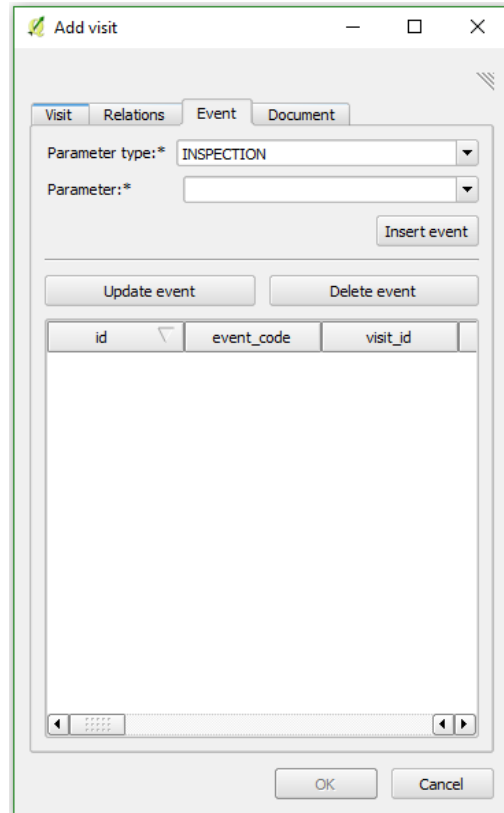 Add visit
Visit Relations Event Document
Parameter type:* INSPECTION
Parameter:*
Insert event
Update event Delete event
id event_code visit_id
OK Cancel